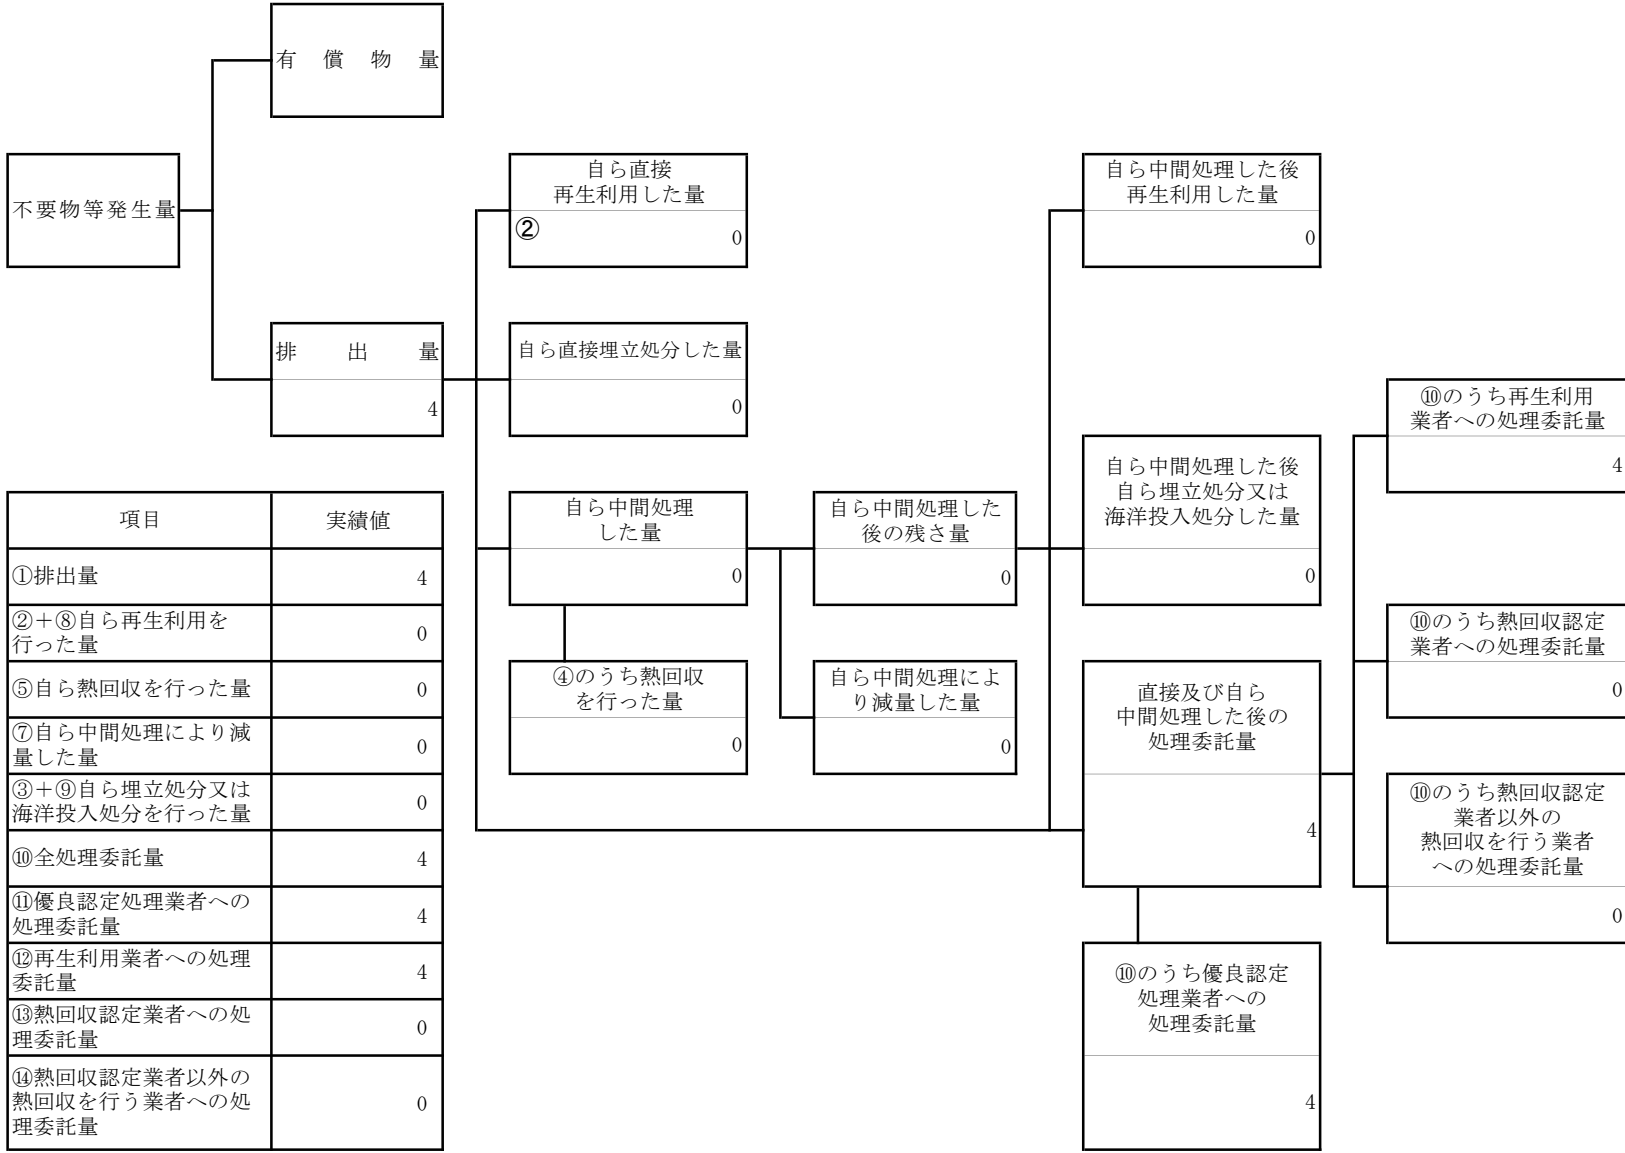 有償物量
不要物等発生量
自ら直接
再生利用した量
② 0
自ら中間処理した後
再生利用した量
0
排出量
4
自ら直接埋立処分した量
0
⑩のうち再生利用
業者への処理委託量
4
自ら中間処理
した量
0
自ら中間処理した
後の残さ量
0
自ら中間処理した後
自ら埋立処分又は
海洋投入処分した量
0
⑩のうち熱回収認定
業者への処理委託量
0
④のうち熱回収
を行った量
0
自ら中間処理によ
り減量した量
0
直接及び自ら
中間処理した後の
処理委託量
4
⑩のうち熱回収認定
業者以外の
熱回収を行う業者
への処理委託量
0
⑩のうち優良認定
処理業者への
処理委託量
4
項目 実績値
①排出量 4
②＋⑧自ら再生利用を
行った量 0
⑤自ら熱回収を行った量 0
⑦自ら中間処理により減
量した量 0
③＋⑨自ら埋立処分又は
海洋投入処分を行った量 0
⑩全処理委託量 4
⑪優良認定処理業者への
処理委託量 4
⑫再生利用業者への処理
委託量 4
⑬熱回収認定業者への処
理委託量 0
⑭熱回収認定業者以外の
熱回収を行う業者への処
理委託量 0